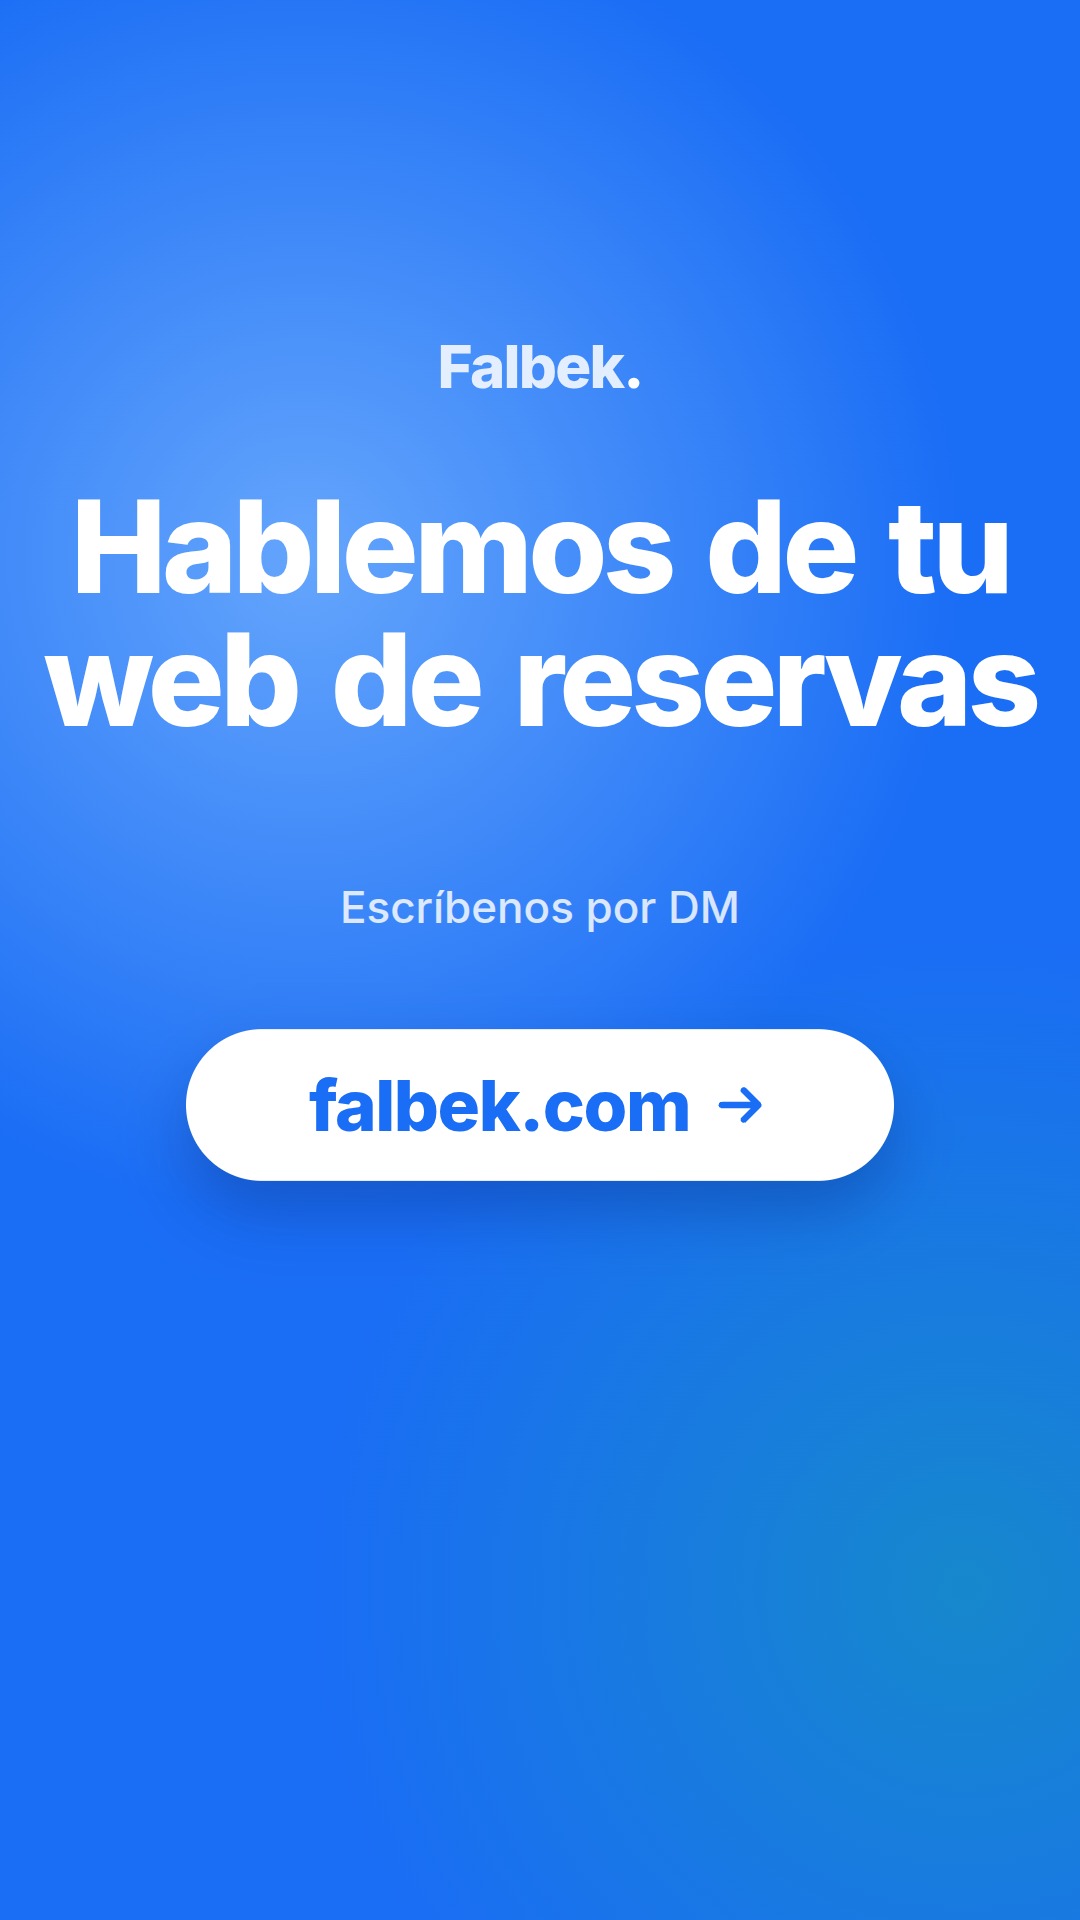 Falbek.
Hablemos de tu
web de reservas
Escríbenos por DM
falbek.com →